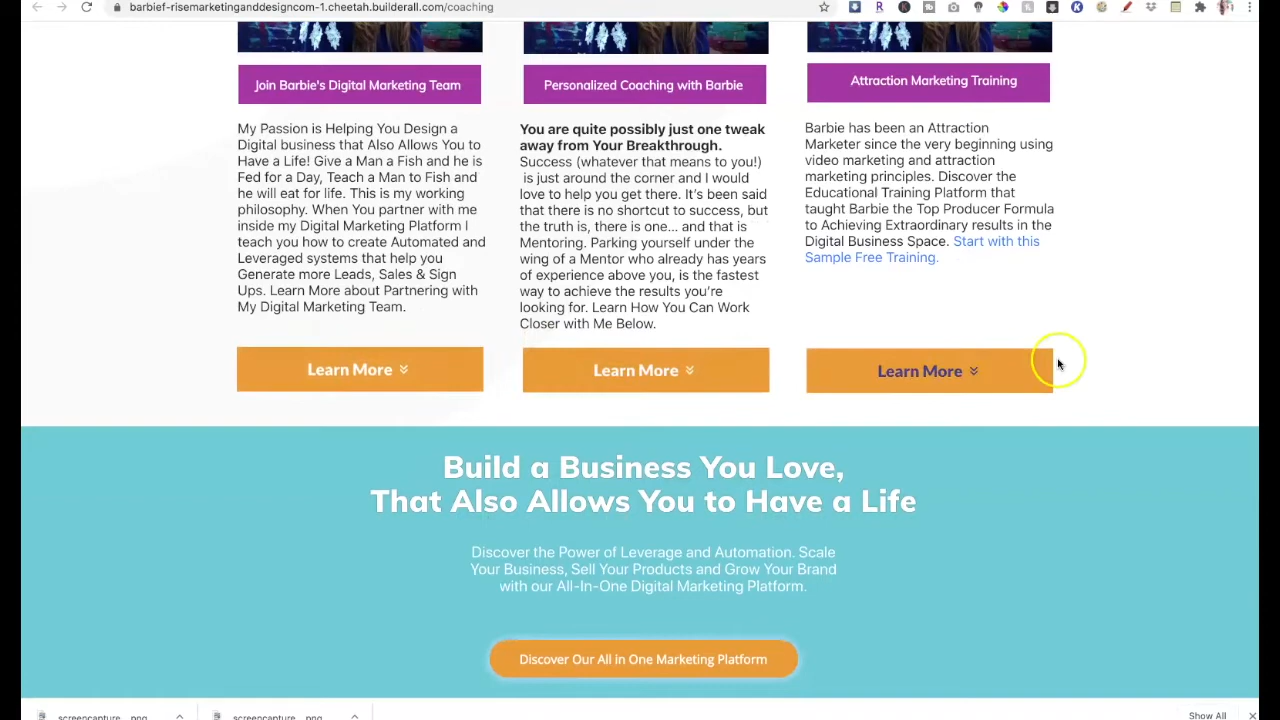 barbief-risemarketinganddesigncom-1.cheetah.builderall.com/coaching
Join Barbie's Digital Marketing Team
My Passion is Helping You Design a
Digital business that Also Allows You to
Have a Life! Give a Man a Fish and he is
Fed for a Day, Teach a Man to Fish and
he will eat for life. This is my working
philosophy. When You partner with me
inside my Digital Marketing Platform I
teach you how to create Automated and
Leveraged systems that help you
Generate more Leads, Sales & Sign
Ups. Learn More about Partnering with
My Digital Marketing Team.
Learn More
Personalized Coaching with Barbie
You are quite possibly just one tweak
away from Your Breakthrough.
Success (whatever that means to you!)
is just around the corner and I would
love to help you get there. It's been said
that there is no shortcut to success, but
the truth is, there is one... and that is
Mentoring. Parking yourself under the
wing of a Mentor who already has years
of experience above you, is the fastest
way to achieve the results you're
looking for. Learn How You Can Work
Closer with Me Below.
Learn More
Attraction Marketing Training
Barbie has been an Attraction
Marketer since the very beginning using
video marketing and attraction
marketing principles. Discover the
Educational Training Platform that
taught Barbie the Top Producer Formula
to Achieving Extraordinary results in the
Digital Business Space. Start with this
Sample Free Training.
Learn More
Build a Business You Love,
That Also Allows You to Have a Life
Discover the Power of Leverage and Automation. Scale
Your Business, Sell Your Products and Grow Your Brand
with our All-In-One Digital Marketing Platform.
Discover Our All in One Marketing Platform
screencapture....png
screencapture....png
Show All